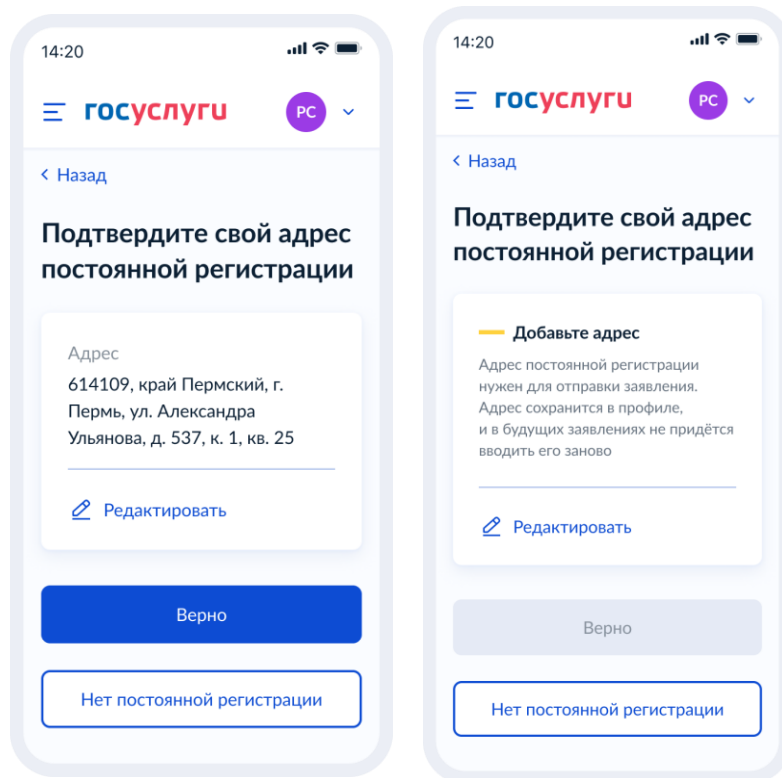 14:20
госуслуги
РС
Назад
Подтвердите свой адрес
постоянной регистрации
Адрес
614109, край Пермский, г.
Пермь, ул. Александра
Ульянова, д. 537, к. 1, кв. 25
Редактировать
Верно
Нет постоянной регистрации
14:20
госуслуги
РС
Назад
Подтвердите свой адрес
постоянной регистрации
Добавьте адрес
Адрес постоянной регистрации
нужен для отправки заявления.
Адрес сохранится в профиле,
и в будущих заявлениях не придётся
вводить его заново
Редактировать
Верно
Нет постоянной регистрации